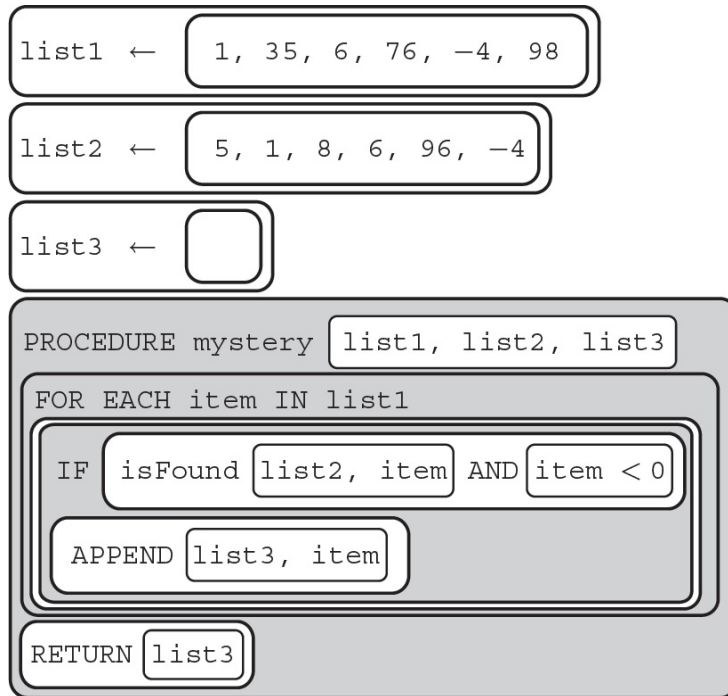 list1 ← 1, 35, 6, 76, −4, 98
list2 ← 5, 1, 8, 6, 96, −4
list3 ←
PROCEDURE mystery list1, list2, list3
FOR EACH item IN list1
IF isFound list2, item AND item < 0
APPEND list3, item
RETURN list3